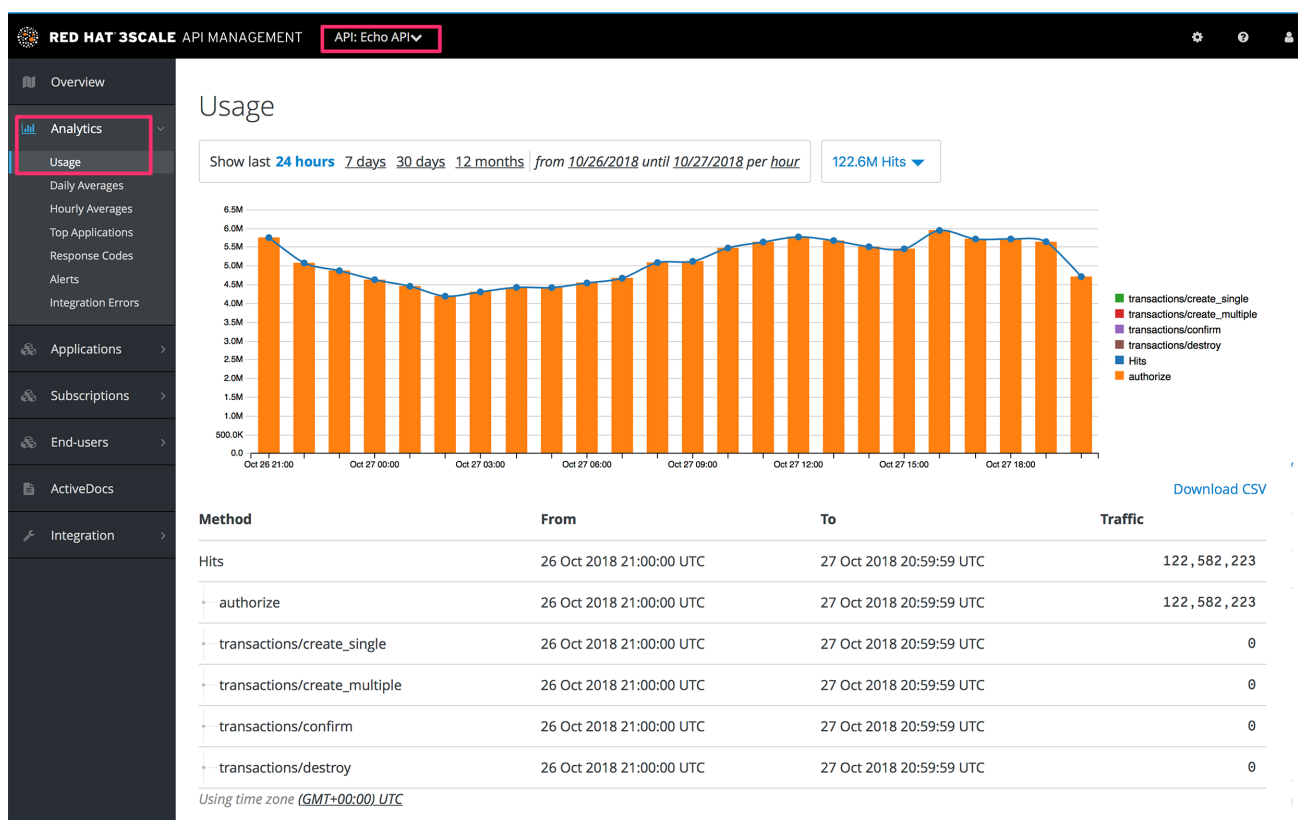 RED HAT 3SCALE API MANAGEMENT API: Echo API
Overview
Analytics
Usage
Daily Averages
Hourly Averages
Top Applications
Response Codes
Alerts
Integration Errors
Applications
Subscriptions
End-users
ActiveDocs
Integration
Usage
Show last 24 hours 7 days 30 days 12 months from 10/26/2018 until 10/27/2018 per hour
122.6M Hits
6.5M
6.0M
5.5M
5.0M
4.5M
4.0M
3.5M
3.0M
2.5M
2.0M
1.5M
1.0M
500.0K
0.0
Oct 26 21:00 Oct 27 00:00 Oct 27 03:00 Oct 27 06:00 Oct 27 09:00 Oct 27 12:00 Oct 27 15:00 Oct 27 18:00
transactions/create_single
transactions/create_multiple
transactions/confirm
transactions/destroy
Hits
authorize
Download CSV
Method From To Traffic
Hits 26 Oct 2018 21:00:00 UTC 27 Oct 2018 20:59:59 UTC 122,582,223
authorize 26 Oct 2018 21:00:00 UTC 27 Oct 2018 20:59:59 UTC 122,582,223
transactions/create_single 26 Oct 2018 21:00:00 UTC 27 Oct 2018 20:59:59 UTC 0
transactions/create_multiple 26 Oct 2018 21:00:00 UTC 27 Oct 2018 20:59:59 UTC 0
transactions/confirm 26 Oct 2018 21:00:00 UTC 27 Oct 2018 20:59:59 UTC 0
transactions/destroy 26 Oct 2018 21:00:00 UTC 27 Oct 2018 20:59:59 UTC 0
Using time zone (GMT+00:00) UTC